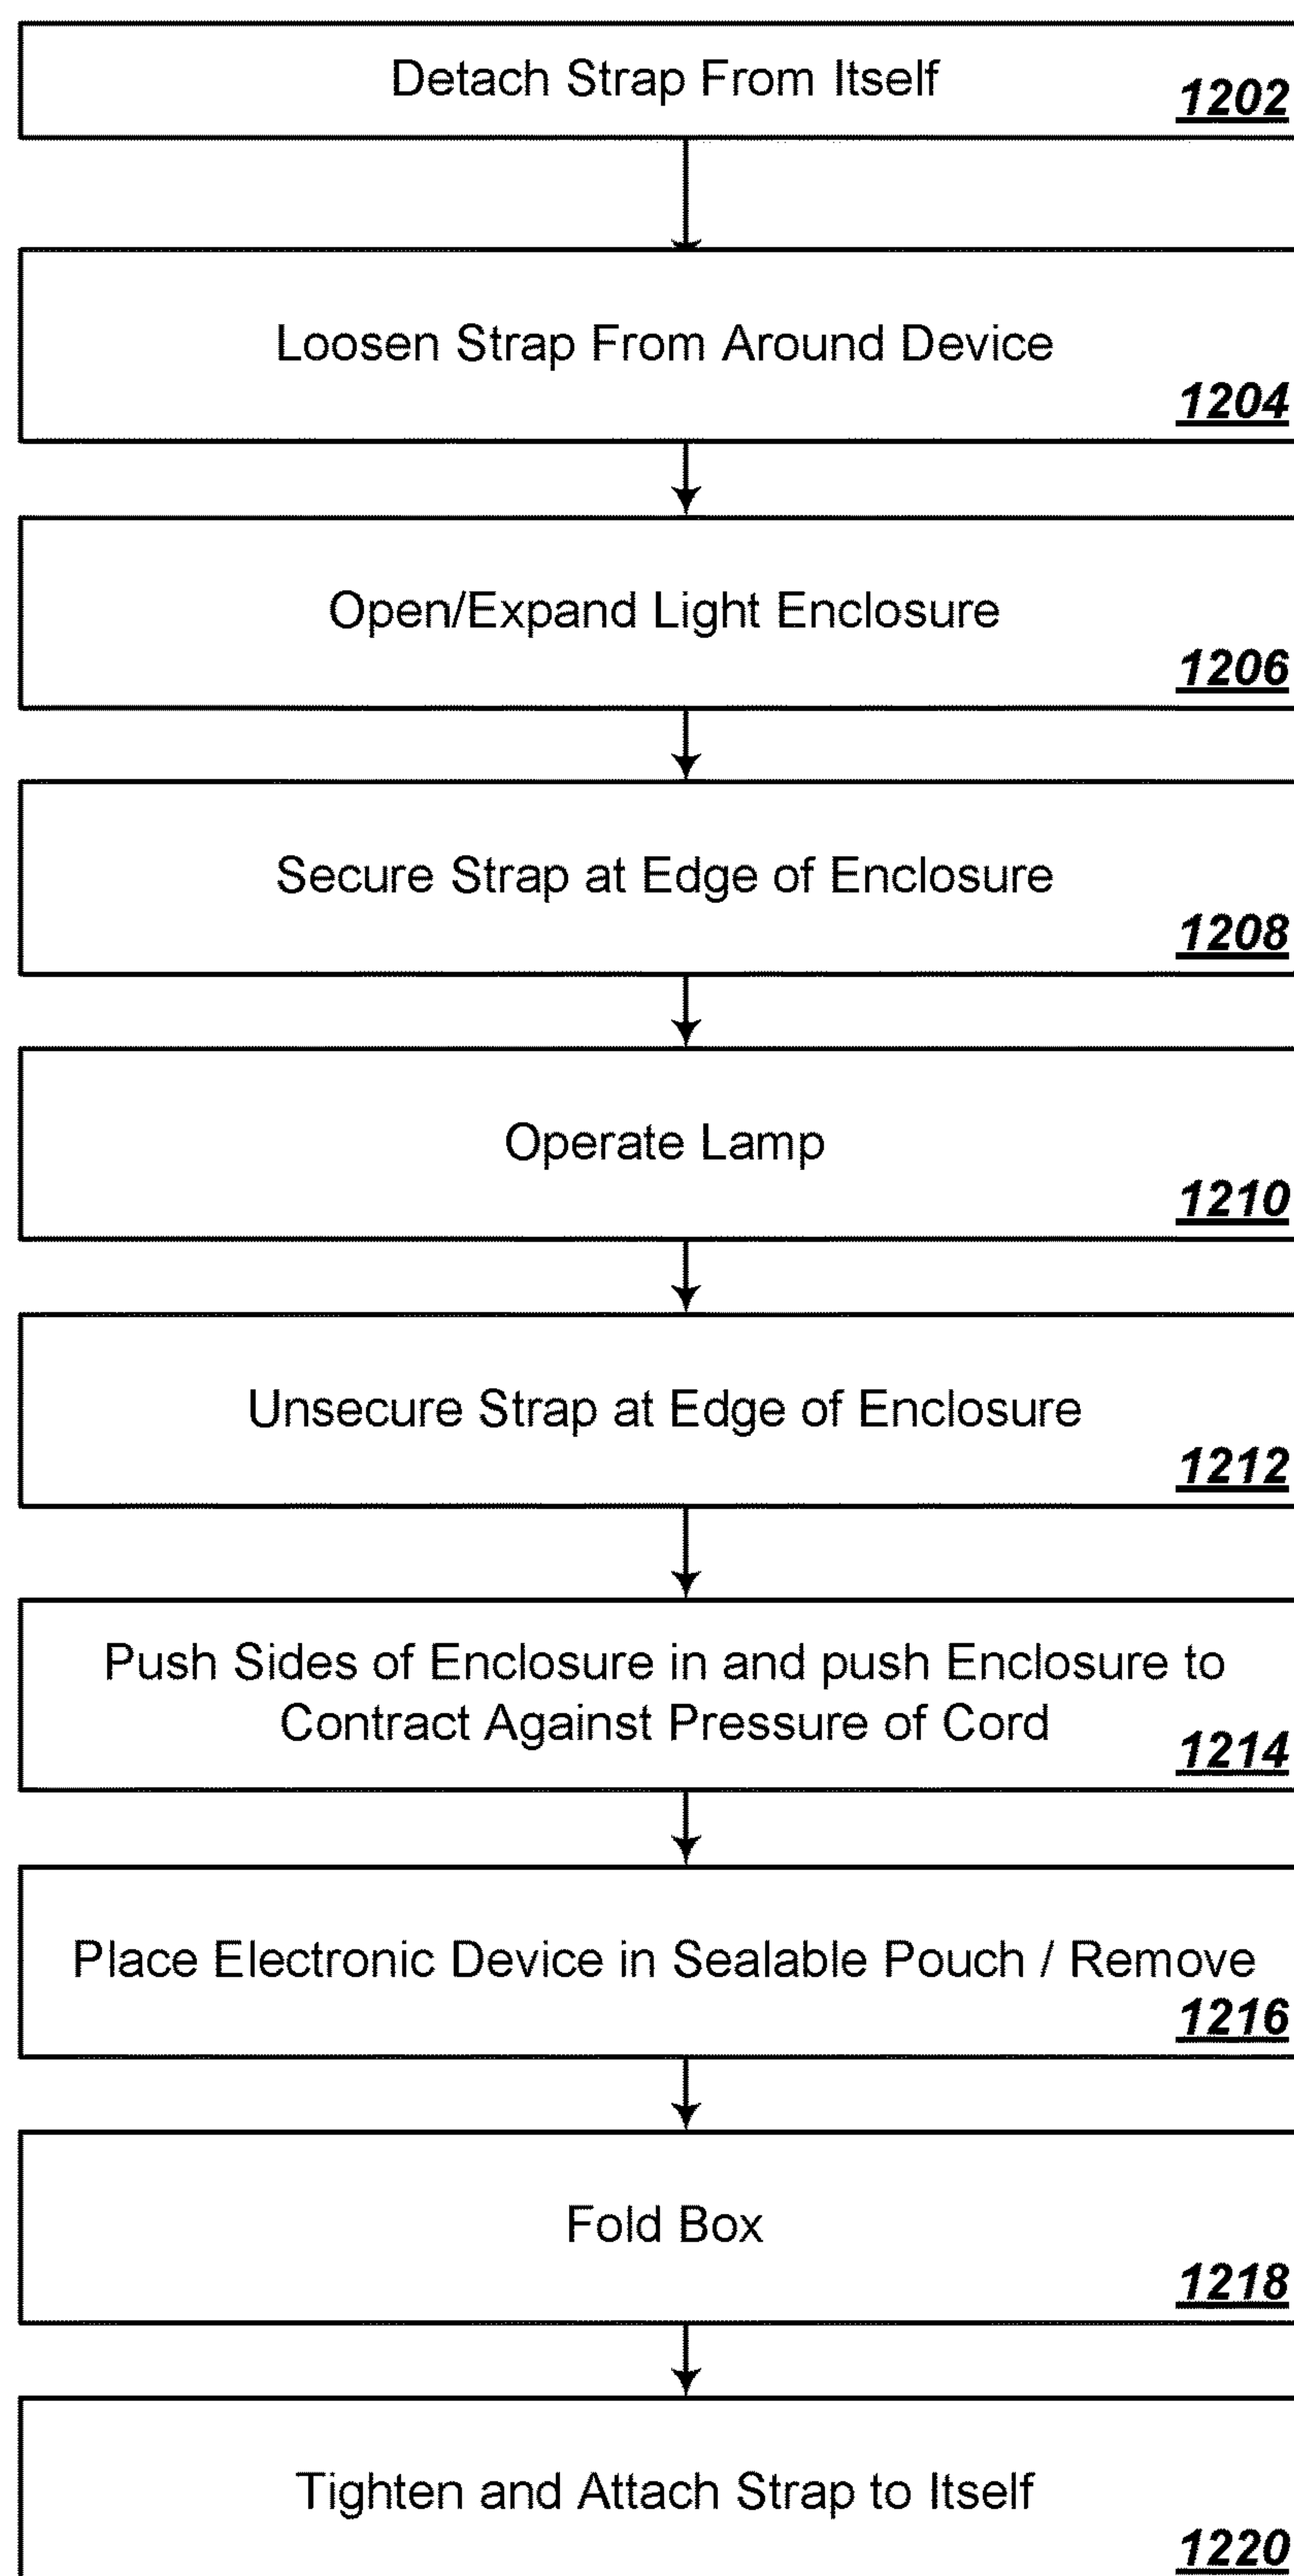 Detach Strap From Itself
1202
Loosen Strap From Around Device
1204
Open/Expand Light Enclosure
1206
Secure Strap at Edge of Enclosure
1208
Operate Lamp
1210
Unsecure Strap at Edge of Enclosure
1212
Push Sides of Enclosure in and push Enclosure to
Contract Against Pressure of Cord
1214
Place Electronic Device in Sealable Pouch / Remove
1216
Fold Box
1218
Tighten and Attach Strap to Itself
1220